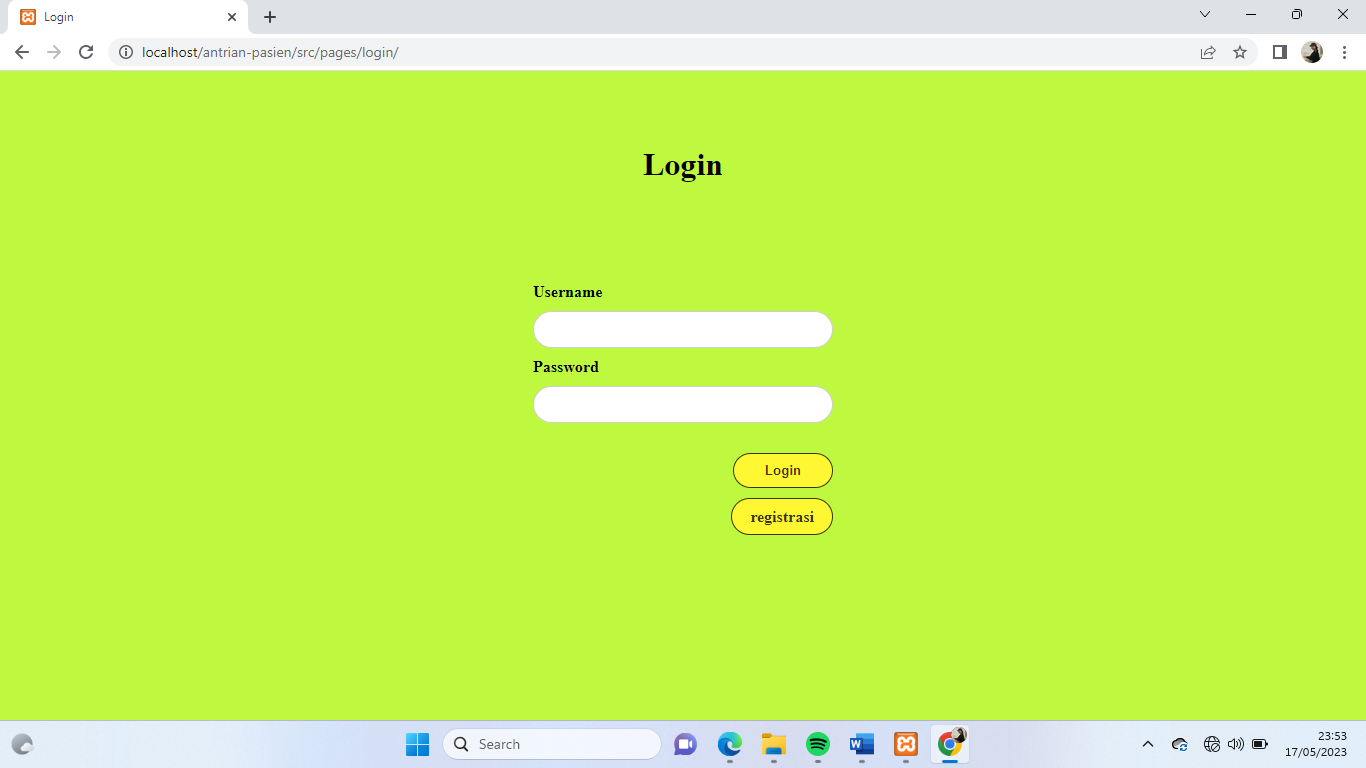 Login
localhost/antrian-pasien/src/pages/login/
Login
Username
Password
Login
registrasi
Search
23:53
17/05/2023